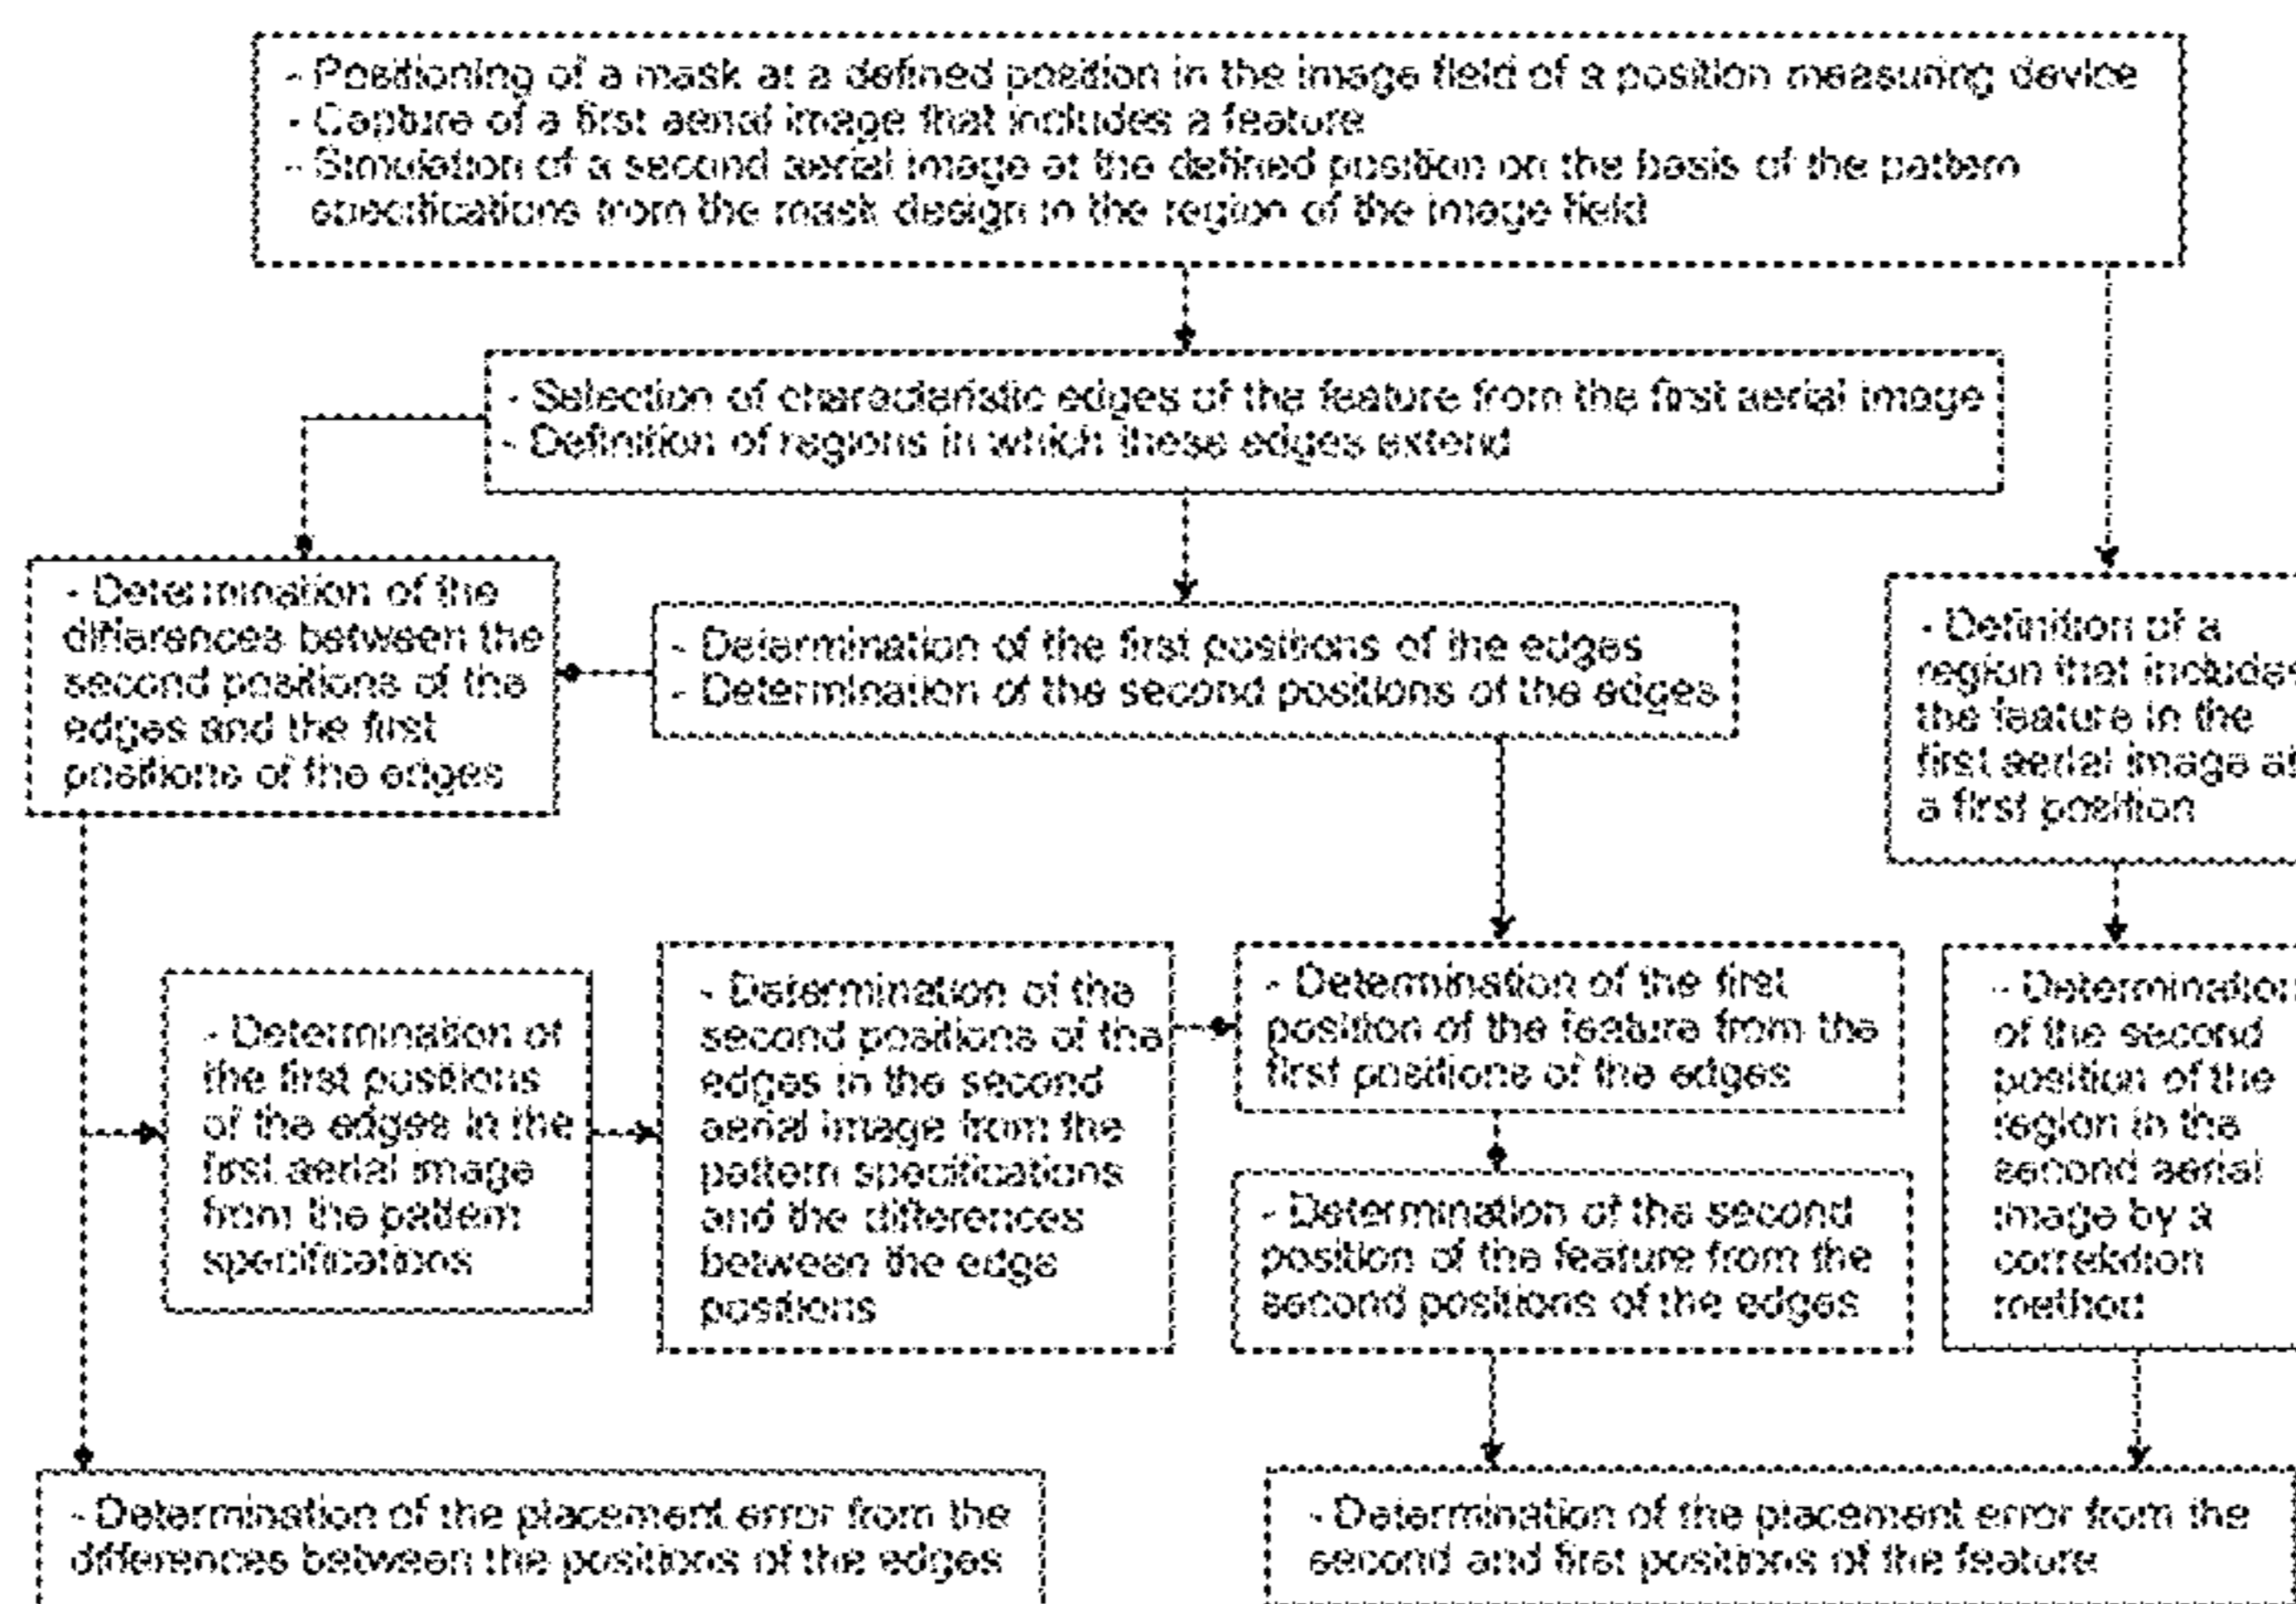 - Positioning of a mask at a defined position in the image field of a position measuring device
- Capture of a first aerial image that includes a feature
- Simulation of a second aerial image at the defined position on the basis of the pattern
specifications from the mask design in the region of the image field
- Selection of characteristic edges of the feature from the first aerial image
- Definition of regions in which these edges extend
- Determination of the
differences between the
second positions of the
edges and the first
positions of the edges
- Determination of the first positions of the edges
- Determination of the second positions of the edges
- Definition of a
region that includes
the feature in the
first aerial image at
a first position
- Determination of
the first positions
of the edges in the
first aerial image
from the pattern
specifications
- Determination of the
second positions of the
edges in the second
aerial image from the
pattern specifications
and the differences
between the edge
positions
- Determination of the first
position of the feature from the
first positions of the edges
- Determination of the second
position of the feature from the
second positions of the edges
- Determination
of the second
position of the
region in the
second aerial
image by a
method
- Determination of the placement error from the
differences between the positions of the edges
- Determination of the placement error from the
second and first positions of the feature